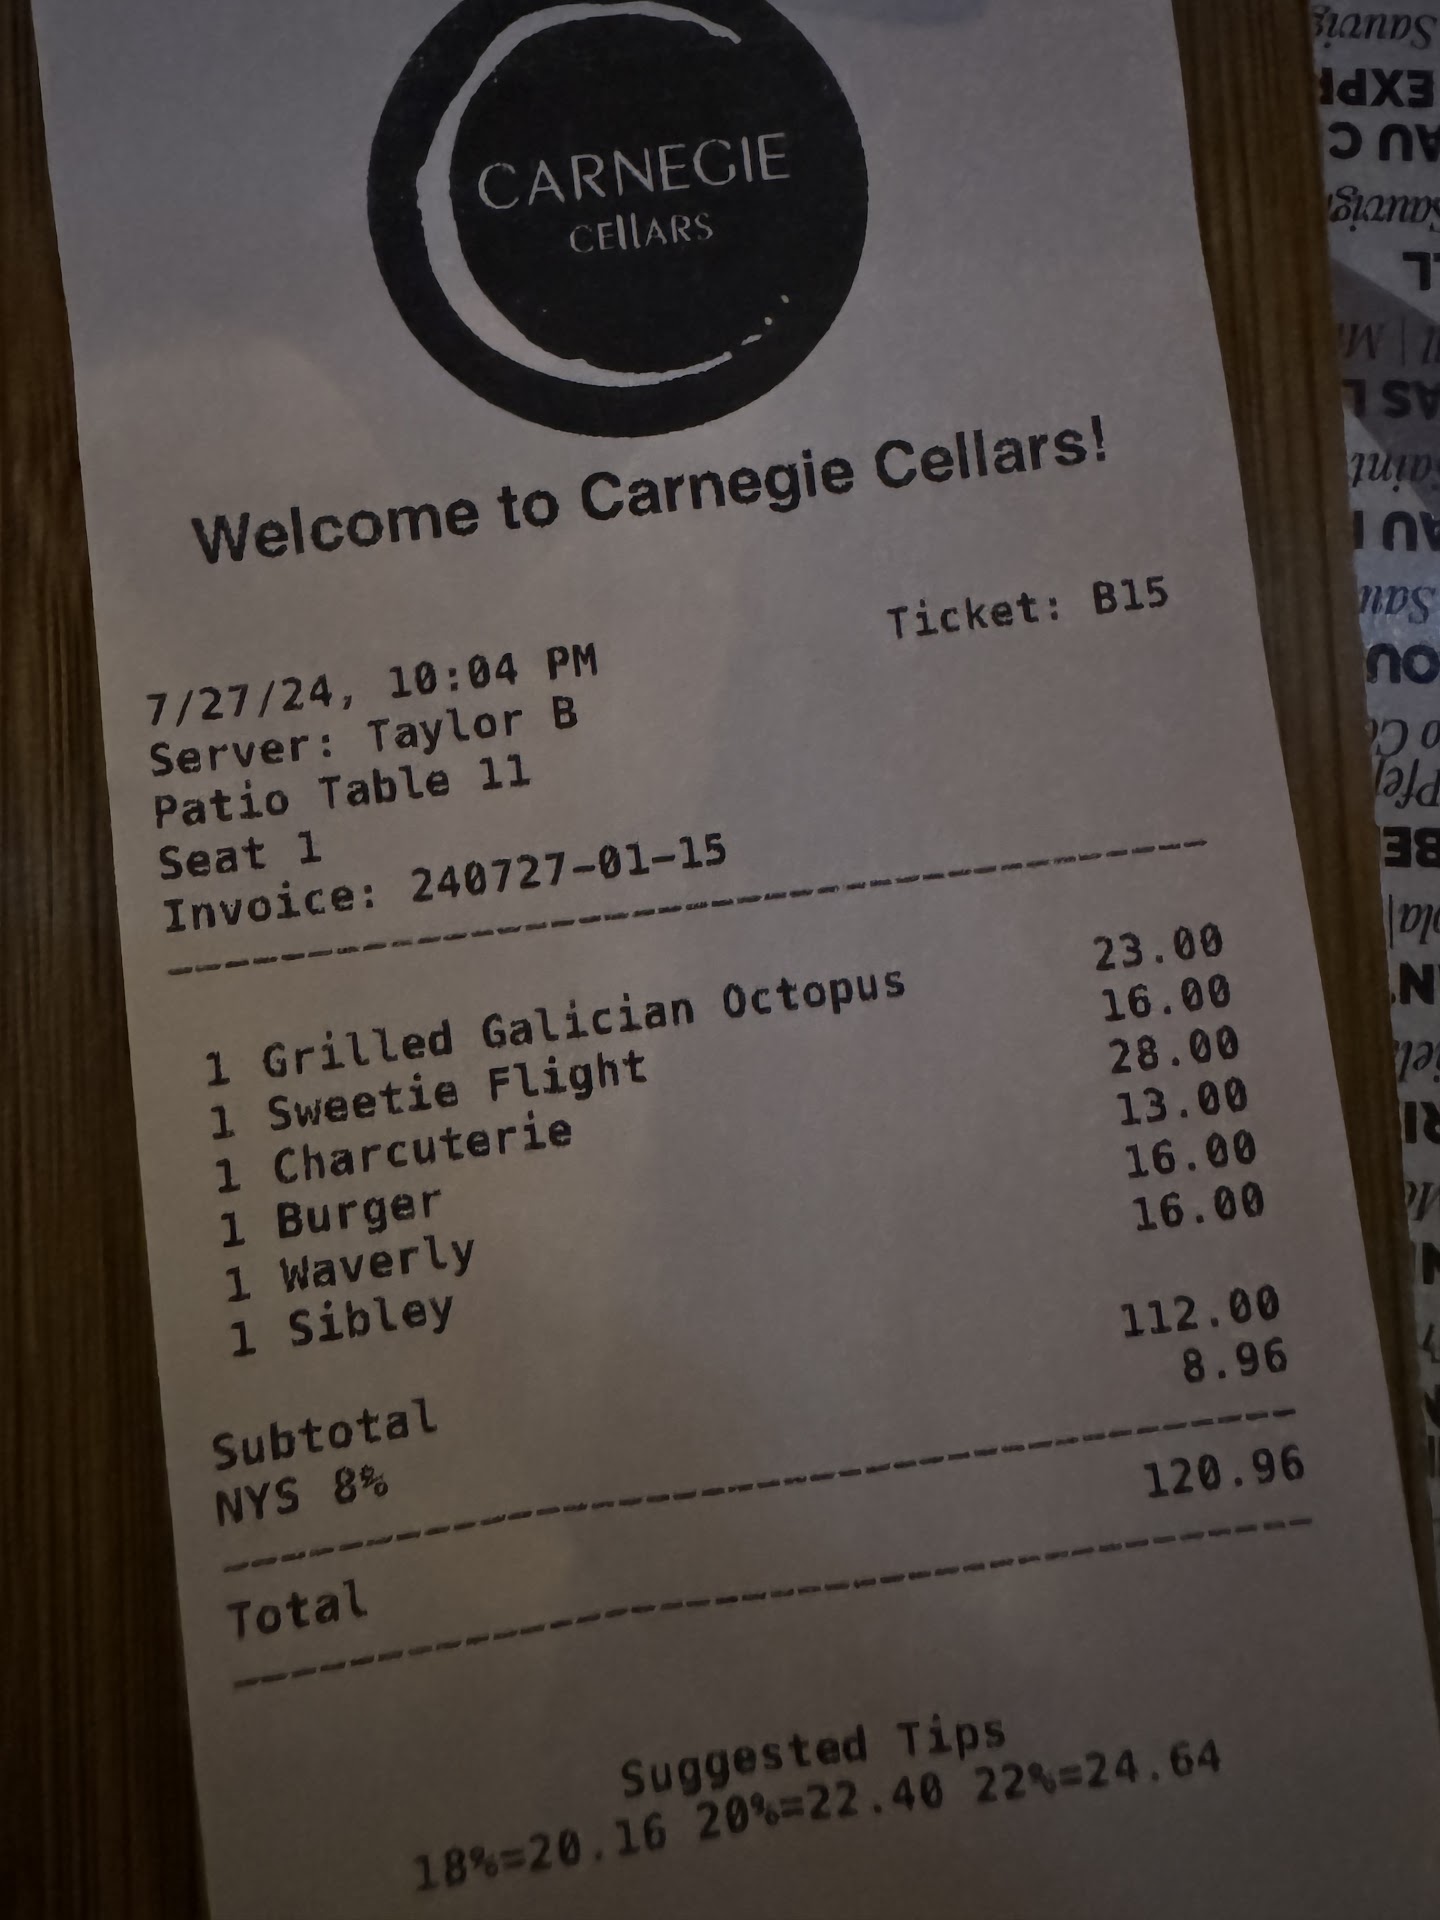 CARNEGIE
CEllARS
Welcome to Carnegie Cellars!
Ticket: B15
7/27/24, 10:04 PM
Server: Taylor B
Patio Table 11
Seat 1
Invoice: 240727-01-15
1 Grilled Galician Octopus 23.00
1 Sweetie Flight 16.00
1 Charcuterie 28.00
1 Burger 13.00
1 Waverly 16.00
1 Sibley 16.00
Subtotal 112.00
NYS 8% 8.96
Total 120.96
Suggested Tips
18%=20.16 20%=22.40 22%=24.64